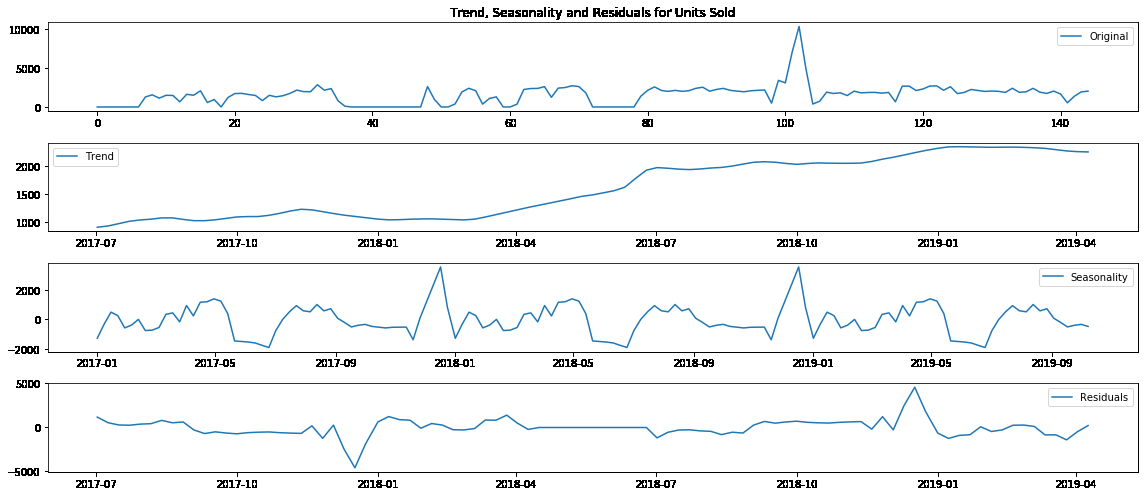 Trend, Seasonality and Residuals for Units Sold
10000
5000
0
Original
0 20 40 60 80 100 120 140
2000
1500
1000
Trend
2017-07 2017-10 2018-01 2018-04 2018-07 2018-10 2019-01 2019-04
2000
0
−2000
Seasonality
2017-01 2017-05 2017-09 2018-01 2018-05 2018-09 2019-01 2019-05 2019-09
5000
0
−5000
Residuals
2017-07 2017-10 2018-01 2018-04 2018-07 2018-10 2019-01 2019-04